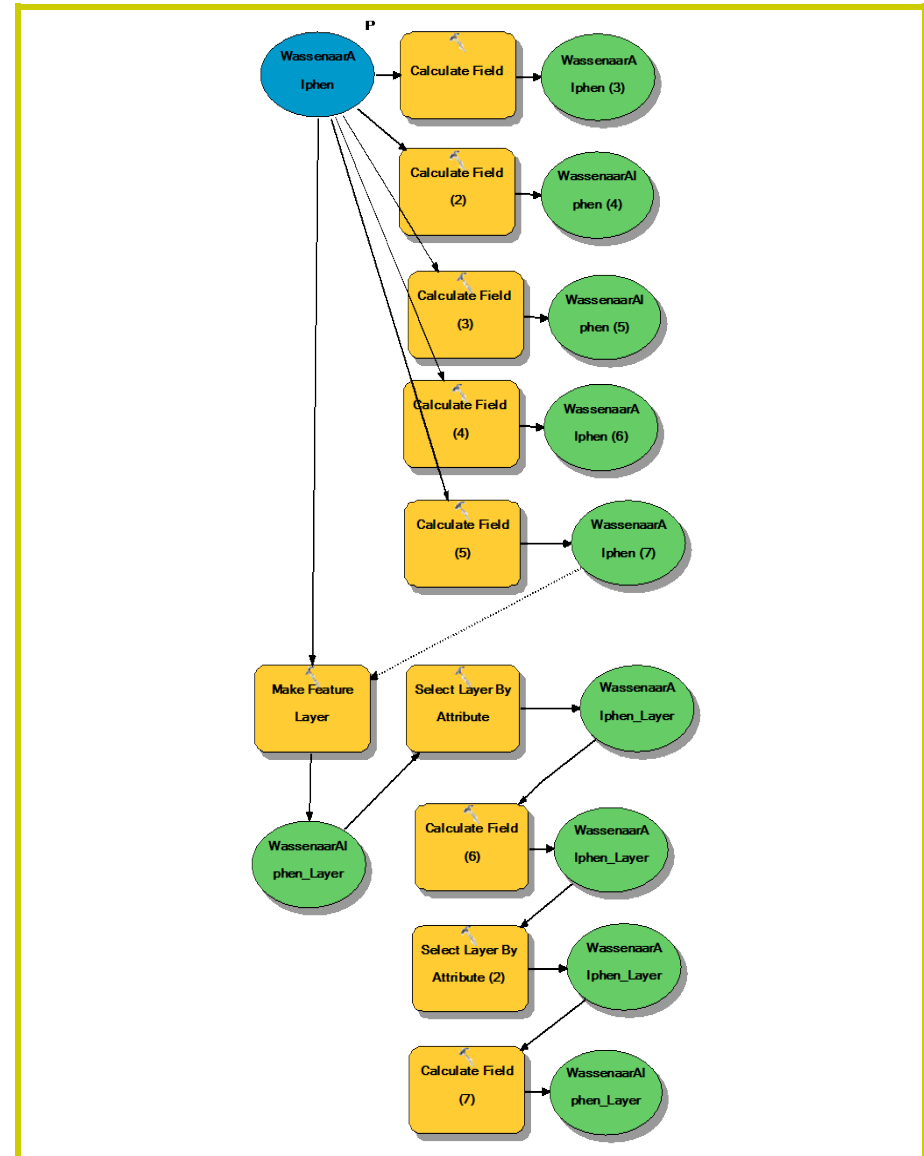 P
WassenaarA
lphen
Calculate Field
WassenaarA
lphen (3)
Calculate Field
(2)
WassenaarAl
phen (4)
Calculate Field
(3)
WassenaarAl
phen (5)
Calculate Field
(4)
WassenaarA
lphen (6)
Calculate Field
(5)
WassenaarA
lphen (7)
Make Feature
Layer
Select Layer By
Attribute
WassenaarA
lphen_Layer
WassenaarAl
phen_Layer
Calculate Field
(6)
WassenaarA
lphen_Layer
Select Layer By
Attribute (2)
WassenaarA
lphen_Layer
Calculate Field
(7)
WassenaarAl
phen_Layer